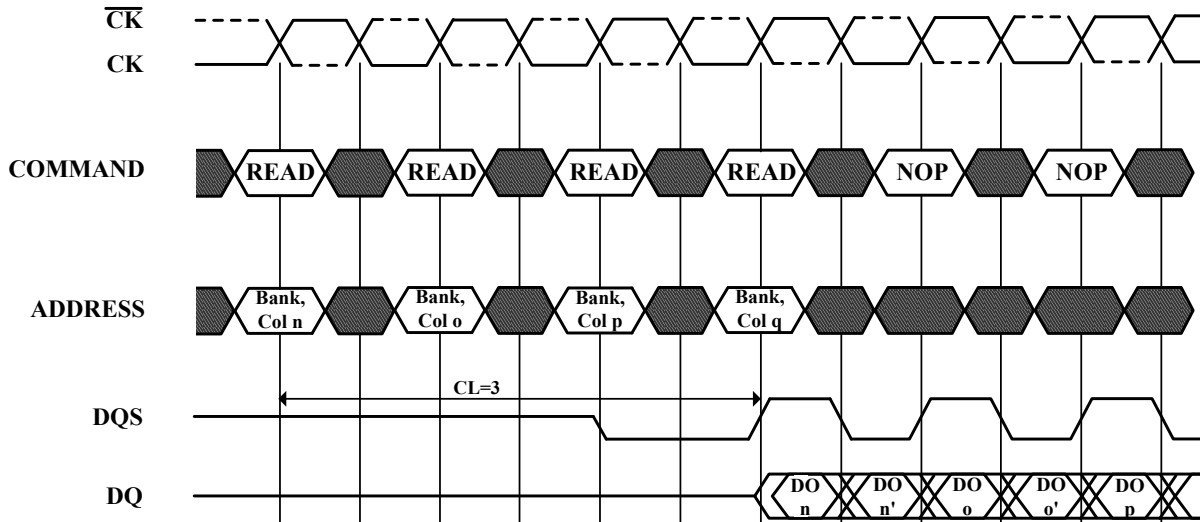 CK
CK
COMMAND
READ READ READ READ NOP NOP
ADDRESS
Bank, Bank, Bank, Bank,
Col n Col o Col p Col q
CL=3
DQS
DQ
DO DO DO DO DO
n n' o o' p